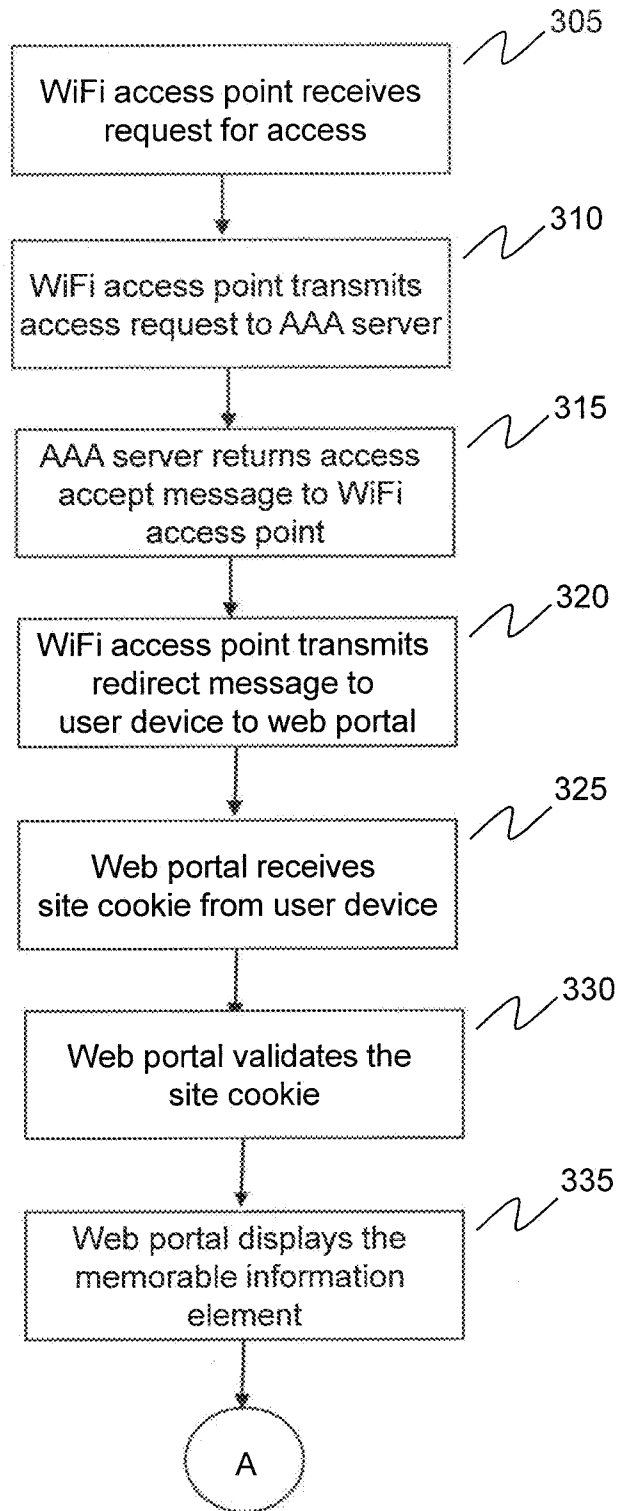 305
WiFi access point receives
request for access
310
WiFi access point transmits
access request to AAA server
315
AAA server returns access
accept message to WiFi
access point
320
WiFi access point transmits
redirect message to
user device to web portal
325
Web portal receives
site cookie from user device
330
Web portal validates the
site cookie
335
Web portal displays the
memorable information
element
A